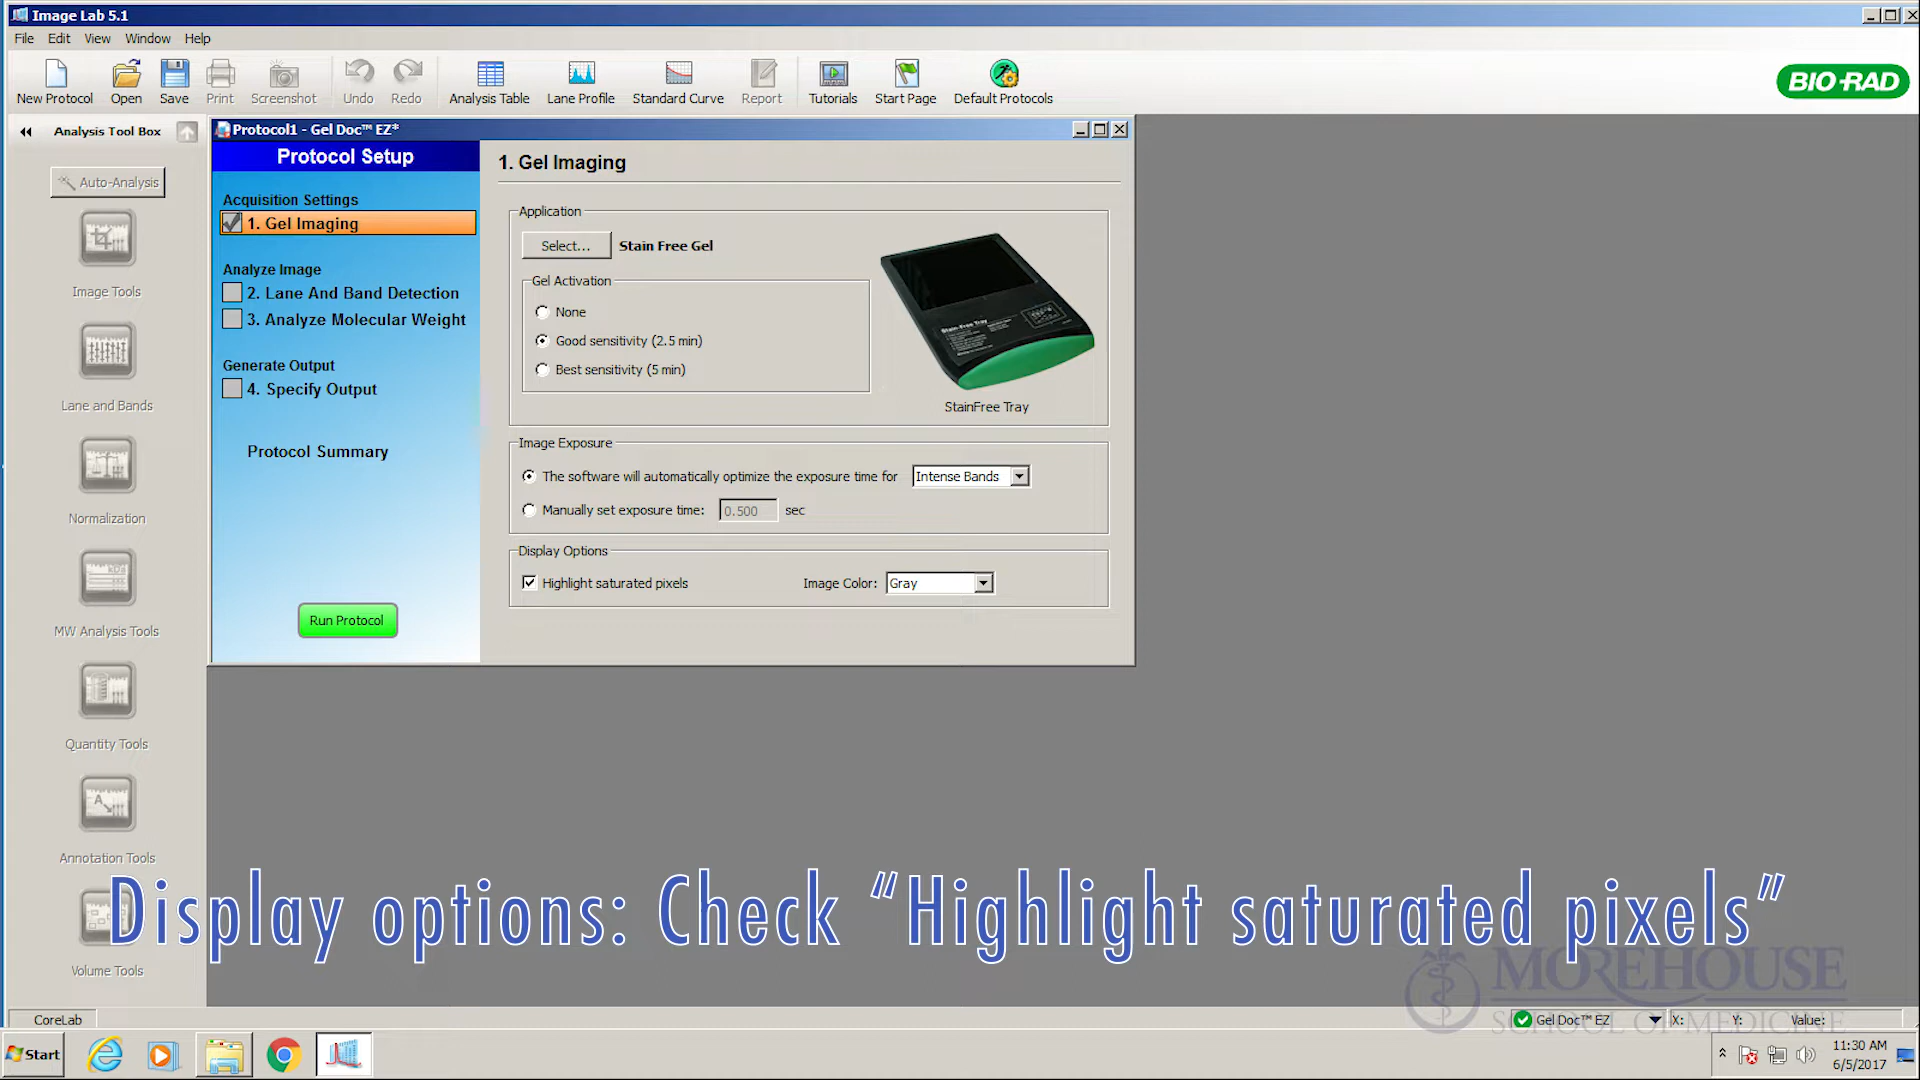 Image Lab 5.1
File Edit View Window Help
New Protocol Open Save Print Screenshot Undo Redo Analysis Table Lane Profile Standard Curve Report Tutorials Start Page Default Protocols
BIO-RAD
Analysis Tool Box
Auto-Analysis
Image Tools
Lane and Bands
Normalization
MW Analysis Tools
Quantity Tools
Annotation Tools
Volume Tools
Protocol1 - Gel Doc™ EZ*
Protocol Setup
Acquisition Settings
1. Gel Imaging
Analyze Image
2. Lane And Band Detection
3. Analyze Molecular Weight
Generate Output
4. Specify Output
Protocol Summary
Run Protocol
1. Gel Imaging
Application
Select... Stain Free Gel
Gel Activation
None
Good sensitivity (2.5 min)
Best sensitivity (5 min)
Stain-Free Tray
StainFree Tray
Image Exposure
The software will automatically optimize the exposure time for Intense Bands
Manually set exposure time: 0.500 sec
Display Options
Highlight saturated pixels Image Color: Gray
Display options: Check “Highlight saturated pixels”
MOREHOUSE
SCHOOL OF MEDICINE
CoreLab
Gel Doc™ EZ X: Y: Value:
Start
11:30 AM
6/5/2017